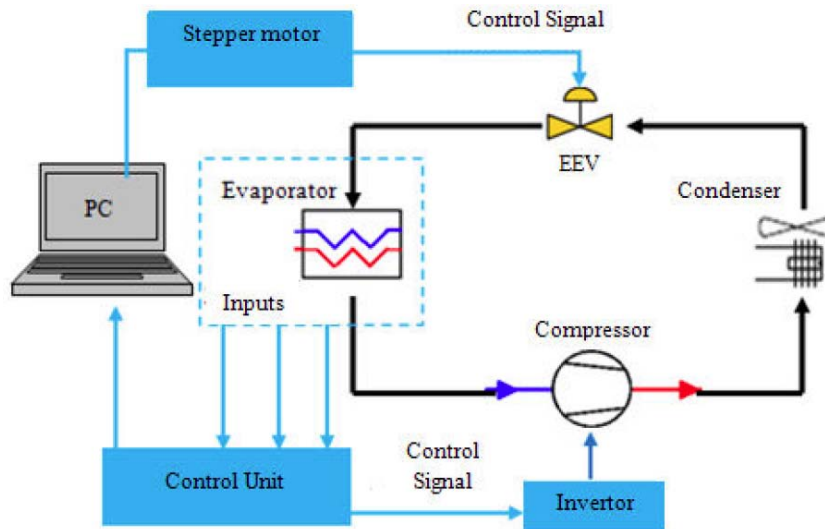 Control Signal
Stepper motor
EEV
PC
Evaporator
Condenser
Inputs
Compressor
Control Unit
Control
Signal
Invertor